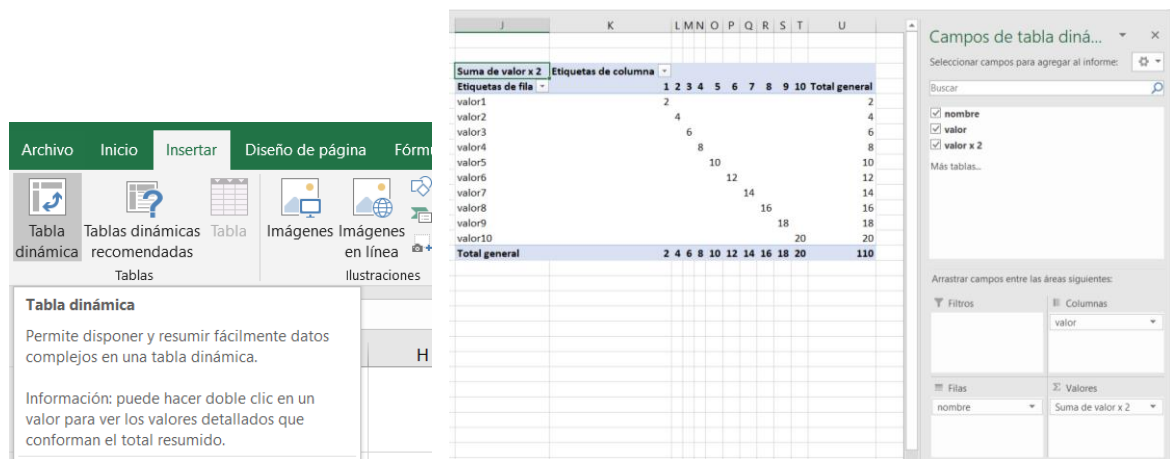 Archivo Inicio Insertar Diseño de página
Tabla dinámica
Tablas dinámicas recomendadas
Tabla
Imágenes
Imágenes en línea
Tablas
Ilustraciones
Tabla dinámica
Permite disponer y resumir fácilmente datos
complejos en una tabla dinámica.
Información: puede hacer doble clic en un
valor para ver los valores detallados que
conforman el total resumido.
H
J K L M N O P Q R S T U
Suma de valor x 2 Etiquetas de columna
Etiquetas de fila 1 2 3 4 5 6 7 8 9 10 Total general
valor1 2 2
valor2 4 4
valor3 6 6
valor4 8 8
valor5 10 10
valor6 12 12
valor7 14 14
valor8 16 16
valor9 18 18
valor10 20 20
Total general 2 4 6 8 10 12 14 16 18 20 110
Campos de tabla diná...
Seleccionar campos para agregar al informe:
Buscar
nombre
valor
valor x 2
Más tablas...
Arrastrar campos entre las áreas siguientes:
Filtros
Columnas
valor
Filas
nombre
Σ Valores
Suma de valor x 2